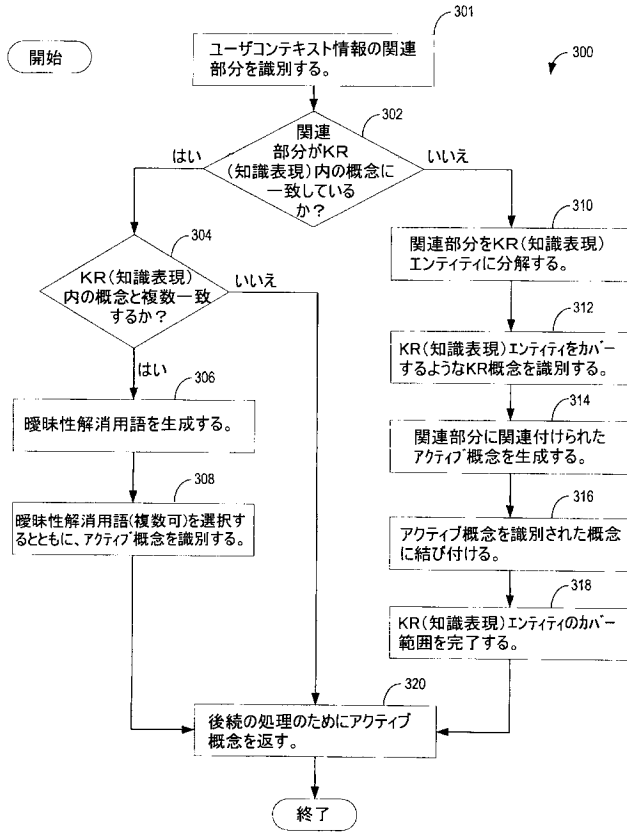 301
開始
ユーザコンテキスト情報の関連
部分を識別する。
300
302
関連
部分がKR
(知識表現)内の概念に
一致している
か?
はい
いいえ
304
KR(知識表現)
内の概念と複数一致
するか?
いいえ
はい
306
曖昧性解消用語を生成する。
308
曖昧性解消用語(複数可)を選択す
るとともに、アクティブ概念を識別する。
310
関連部分をKR(知識表現)
エンティティに分解する。
312
KR(知識表現)エンティティをカバー
するようなKR概念を識別する。
314
関連部分に関連付けられた
アクティブ概念を生成する。
316
アクティブ概念を識別された概念
に結び付ける。
318
KR(知識表現)エンティティのカバー
範囲を完了する。
320
後続の処理のためにアクティブ
概念を返す。
終了